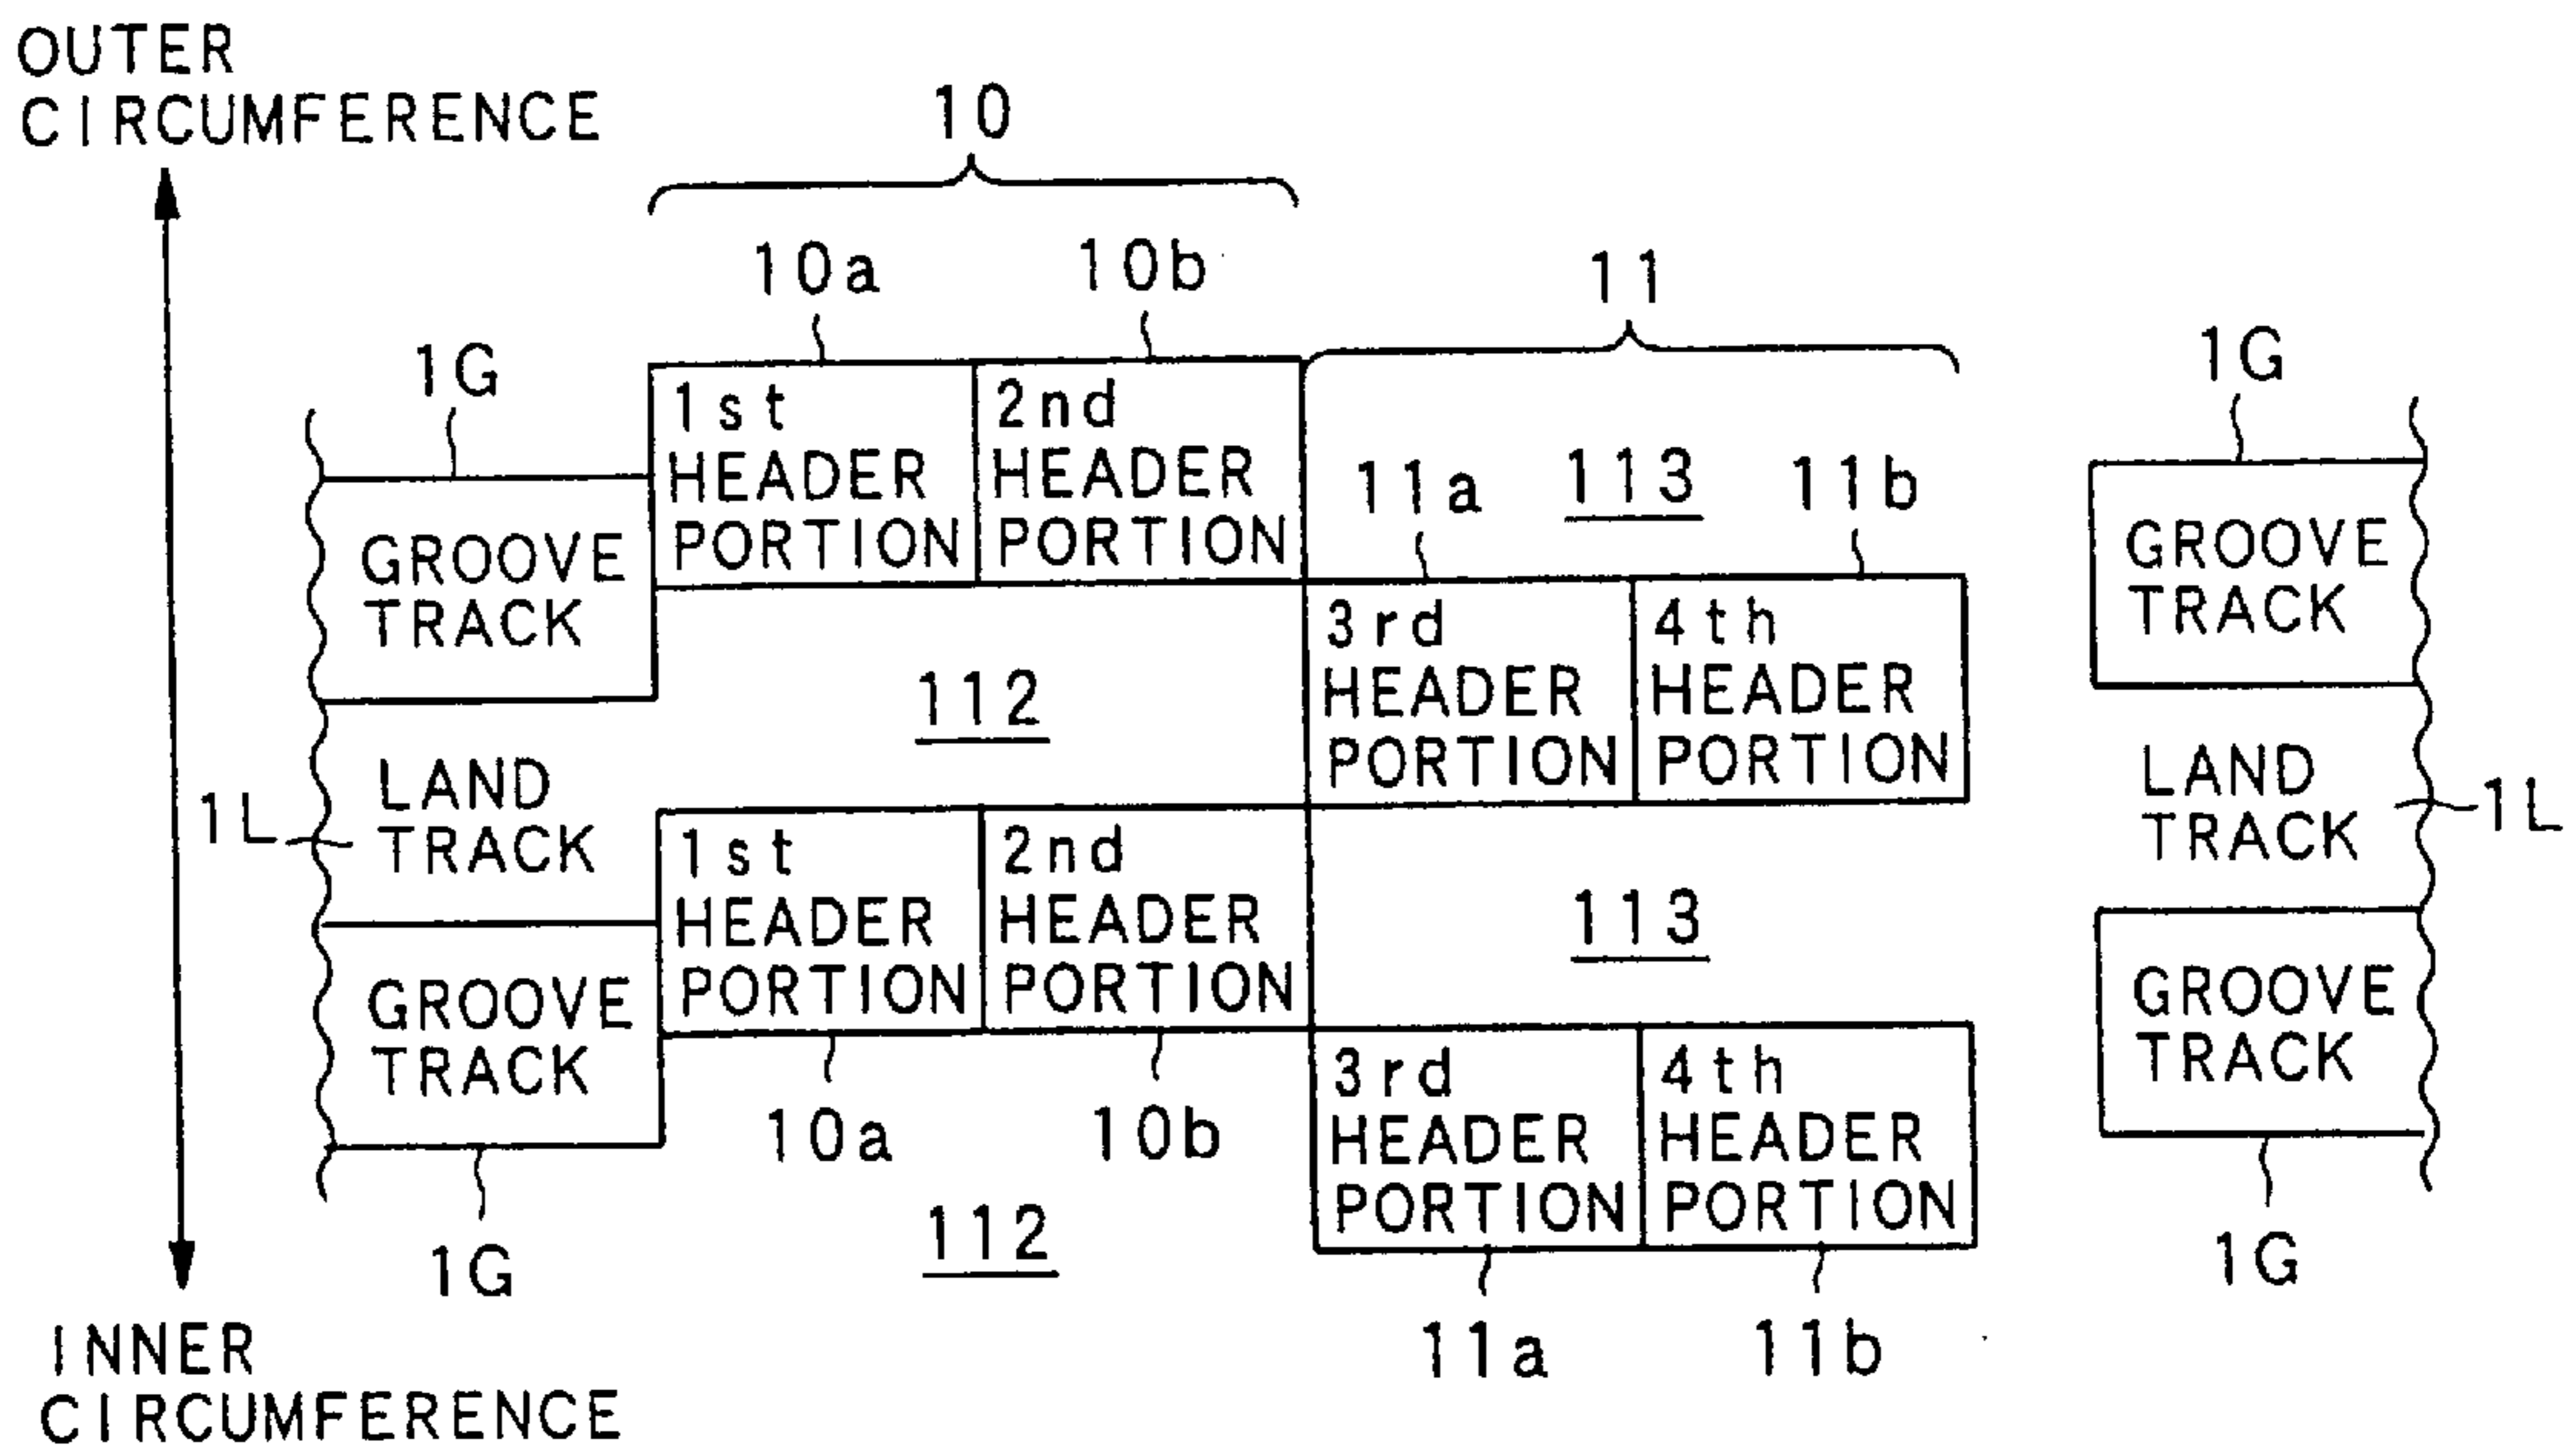 OUTER
CIRCUMFERENCE
10
10a
10b
11
1G
1G
1st
HEADER
PORTION
2nd
HEADER
PORTION
11a
113
11b
GROOVE
TRACK
GROOVE
TRACK
3rd
HEADER
PORTION
4th
HEADER
PORTION
112
1L
LAND
TRACK
LAND
TRACK
1L
1st
HEADER
PORTION
2nd
HEADER
PORTION
113
GROOVE
TRACK
GROOVE
TRACK
10a
10b
3rd
HEADER
PORTION
4th
HEADER
PORTION
112
1G
1G
11a
11b
INNER
CIRCUMFERENCE